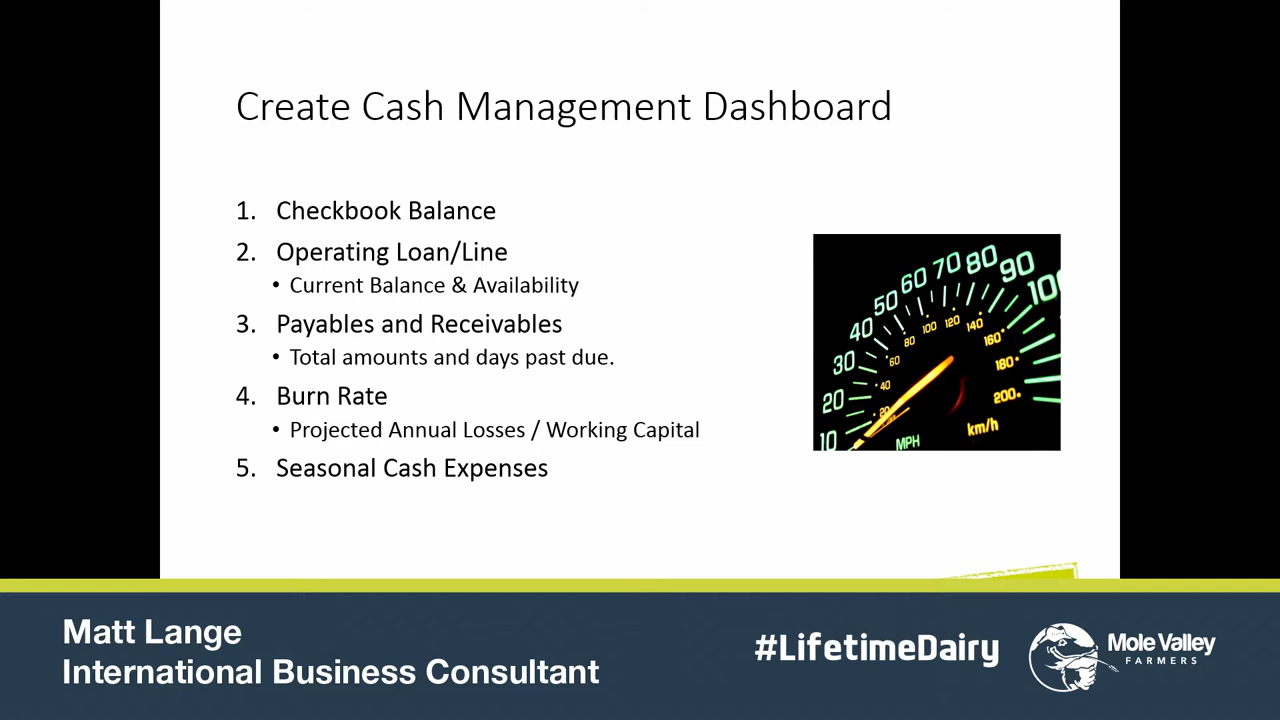 Create Cash Management Dashboard
1. Checkbook Balance
2. Operating Loan/Line
• Current Balance & Availability
3. Payables and Receivables
• Total amounts and days past due.
4. Burn Rate
• Projected Annual Losses / Working Capital
5. Seasonal Cash Expenses
10 20 30 40 50 60 70 80 90 100
20 40 60 80 100 120 140 160 180 200
MPH
km/h
Matt Lange
International Business Consultant
#LifetimeDairy
Mole Valley
FARMERS